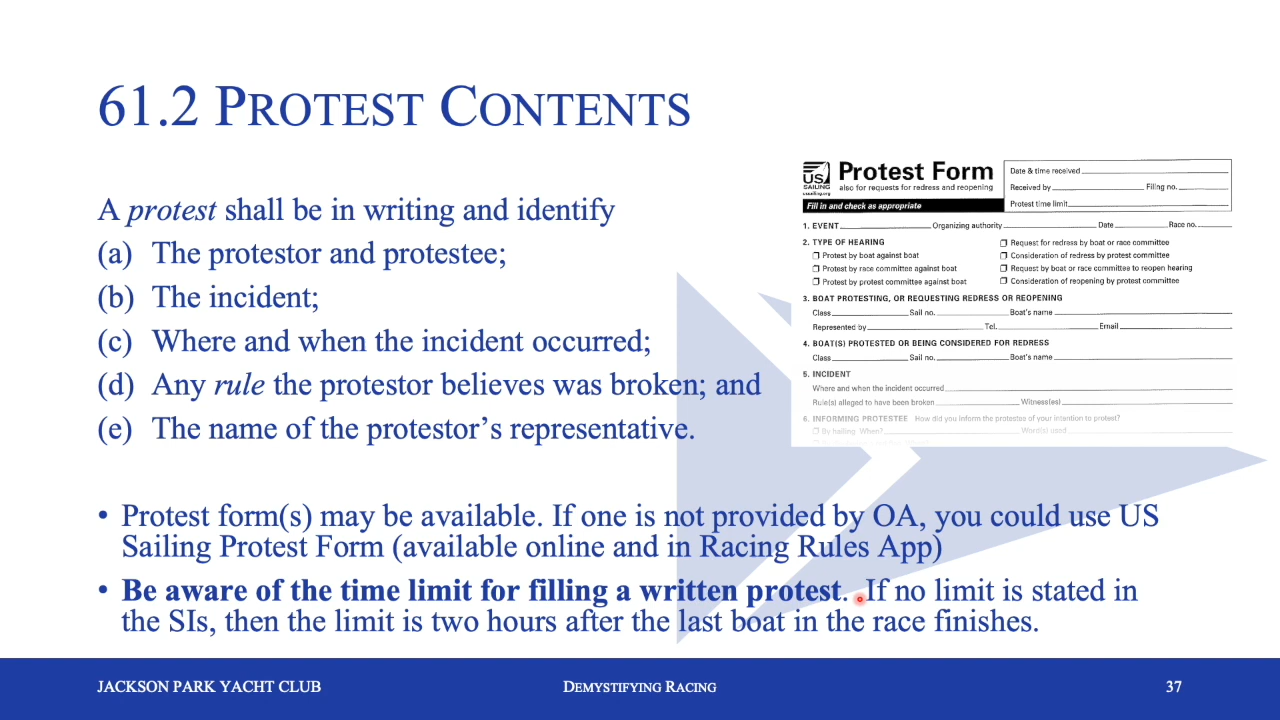 61.2 PROTEST CONTENTS
A protest shall be in writing and identify
(a) The protestor and protestee;
(b) The incident;
(c) Where and when the incident occurred;
(d) Any rule the protestor believes was broken; and
(e) The name of the protestor's representative.
US
SAILING
ussailing.org
Protest Form
also for requests for redress and reopening
Fill in and check as appropriate
Date & time received
Received by Filing no.
Protest time limit
1. EVENT Organizing authority Date Race no.
2. TYPE OF HEARING
Protest by boat against boat
Protest by race committee against boat
Protest by protest committee against boat
Request for redress by boat or race committee
Consideration of redress by protest committee
Request by boat or race committee to reopen hearing
Consideration of reopening by protest committee
3. BOAT PROTESTING, OR REQUESTING REDRESS OR REOPENING
Class Sail no. Boat's name
Represented by Tel. Email
4. BOAT(S) PROTESTED OR BEING CONSIDERED FOR REDRESS
Class Sail no. Boat's name
5. INCIDENT
Where and when the incident occurred
Rule(s) alleged to have been broken Witness(es)
6. INFORMING PROTESTEE How did you inform the protestee of your intention to protest?
By hailing When? Word(s) used
• Protest form(s) may be available. If one is not provided by OA, you could use US
Sailing Protest Form (available online and in Racing Rules App)
• Be aware of the time limit for filling a written protest. If no limit is stated in
the SIs, then the limit is two hours after the last boat in the race finishes.
JACKSON PARK YACHT CLUB
DEMYSTIFYING RACING
37